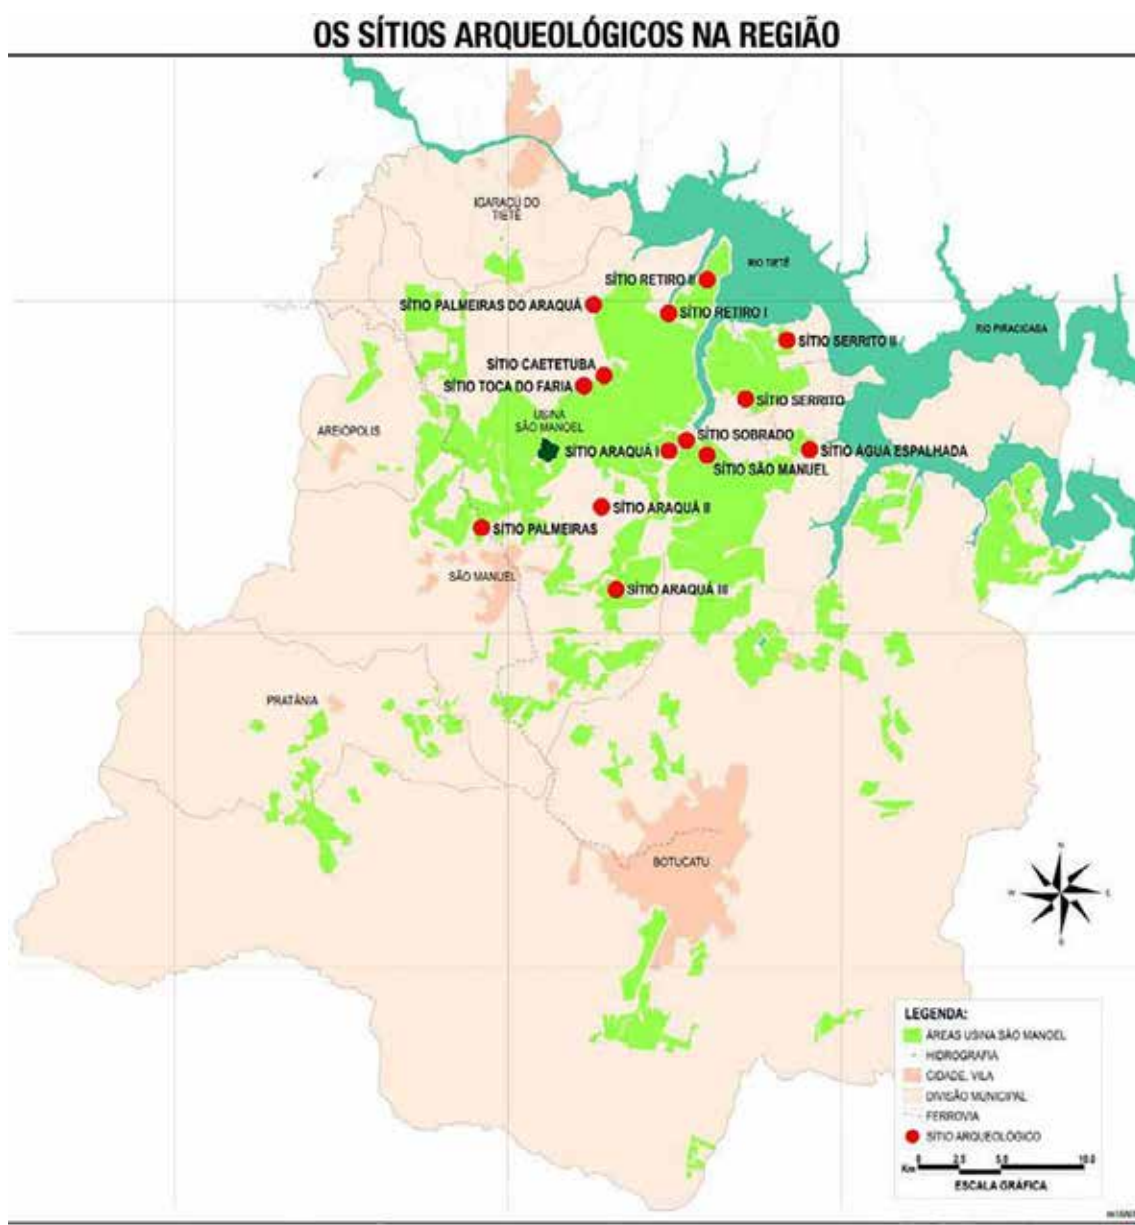 OS SÍTIOS ARQUEOLÓGICOS NA REGIÃO
IGARAÇÚ DO
TIETÊ
RIO TIETÊ
SÍTIO RETIRO II
SÍTIO PALMEIRAS DO ARAQUÁ
SÍTIO RETIRO I
RIO PIRACICABA
SÍTIO SERRITO II
SÍTIO CAETETUBA
SÍTIO TOCA DO FARIA
SÍTIO SERRITO
USINA
SÃO MANOEL
AREIÓPOLIS
SÍTIO SOBRADO
SÍTIO ARAQUÁ I
SÍTIO ÁGUA ESPALHADA
SÍTIO SÃO MANUEL
SÍTIO ARAQUÁ II
SÍTIO PALMEIRAS
SÃO MANUEL
SÍTIO ARAQUÁ III
PRATÂNIA
BOTUCATU
N
W
E
S
LEGENDA:
ÁREAS USINA SÃO MANOEL
HIDROGRAFIA
CIDADE, VILA
DIVISÃO MUNICIPAL
FERROVIA
SÍTIO ARQUEOLÓGICO
Km 0 2.5 5.0 10.0
ESCALA GRÁFICA